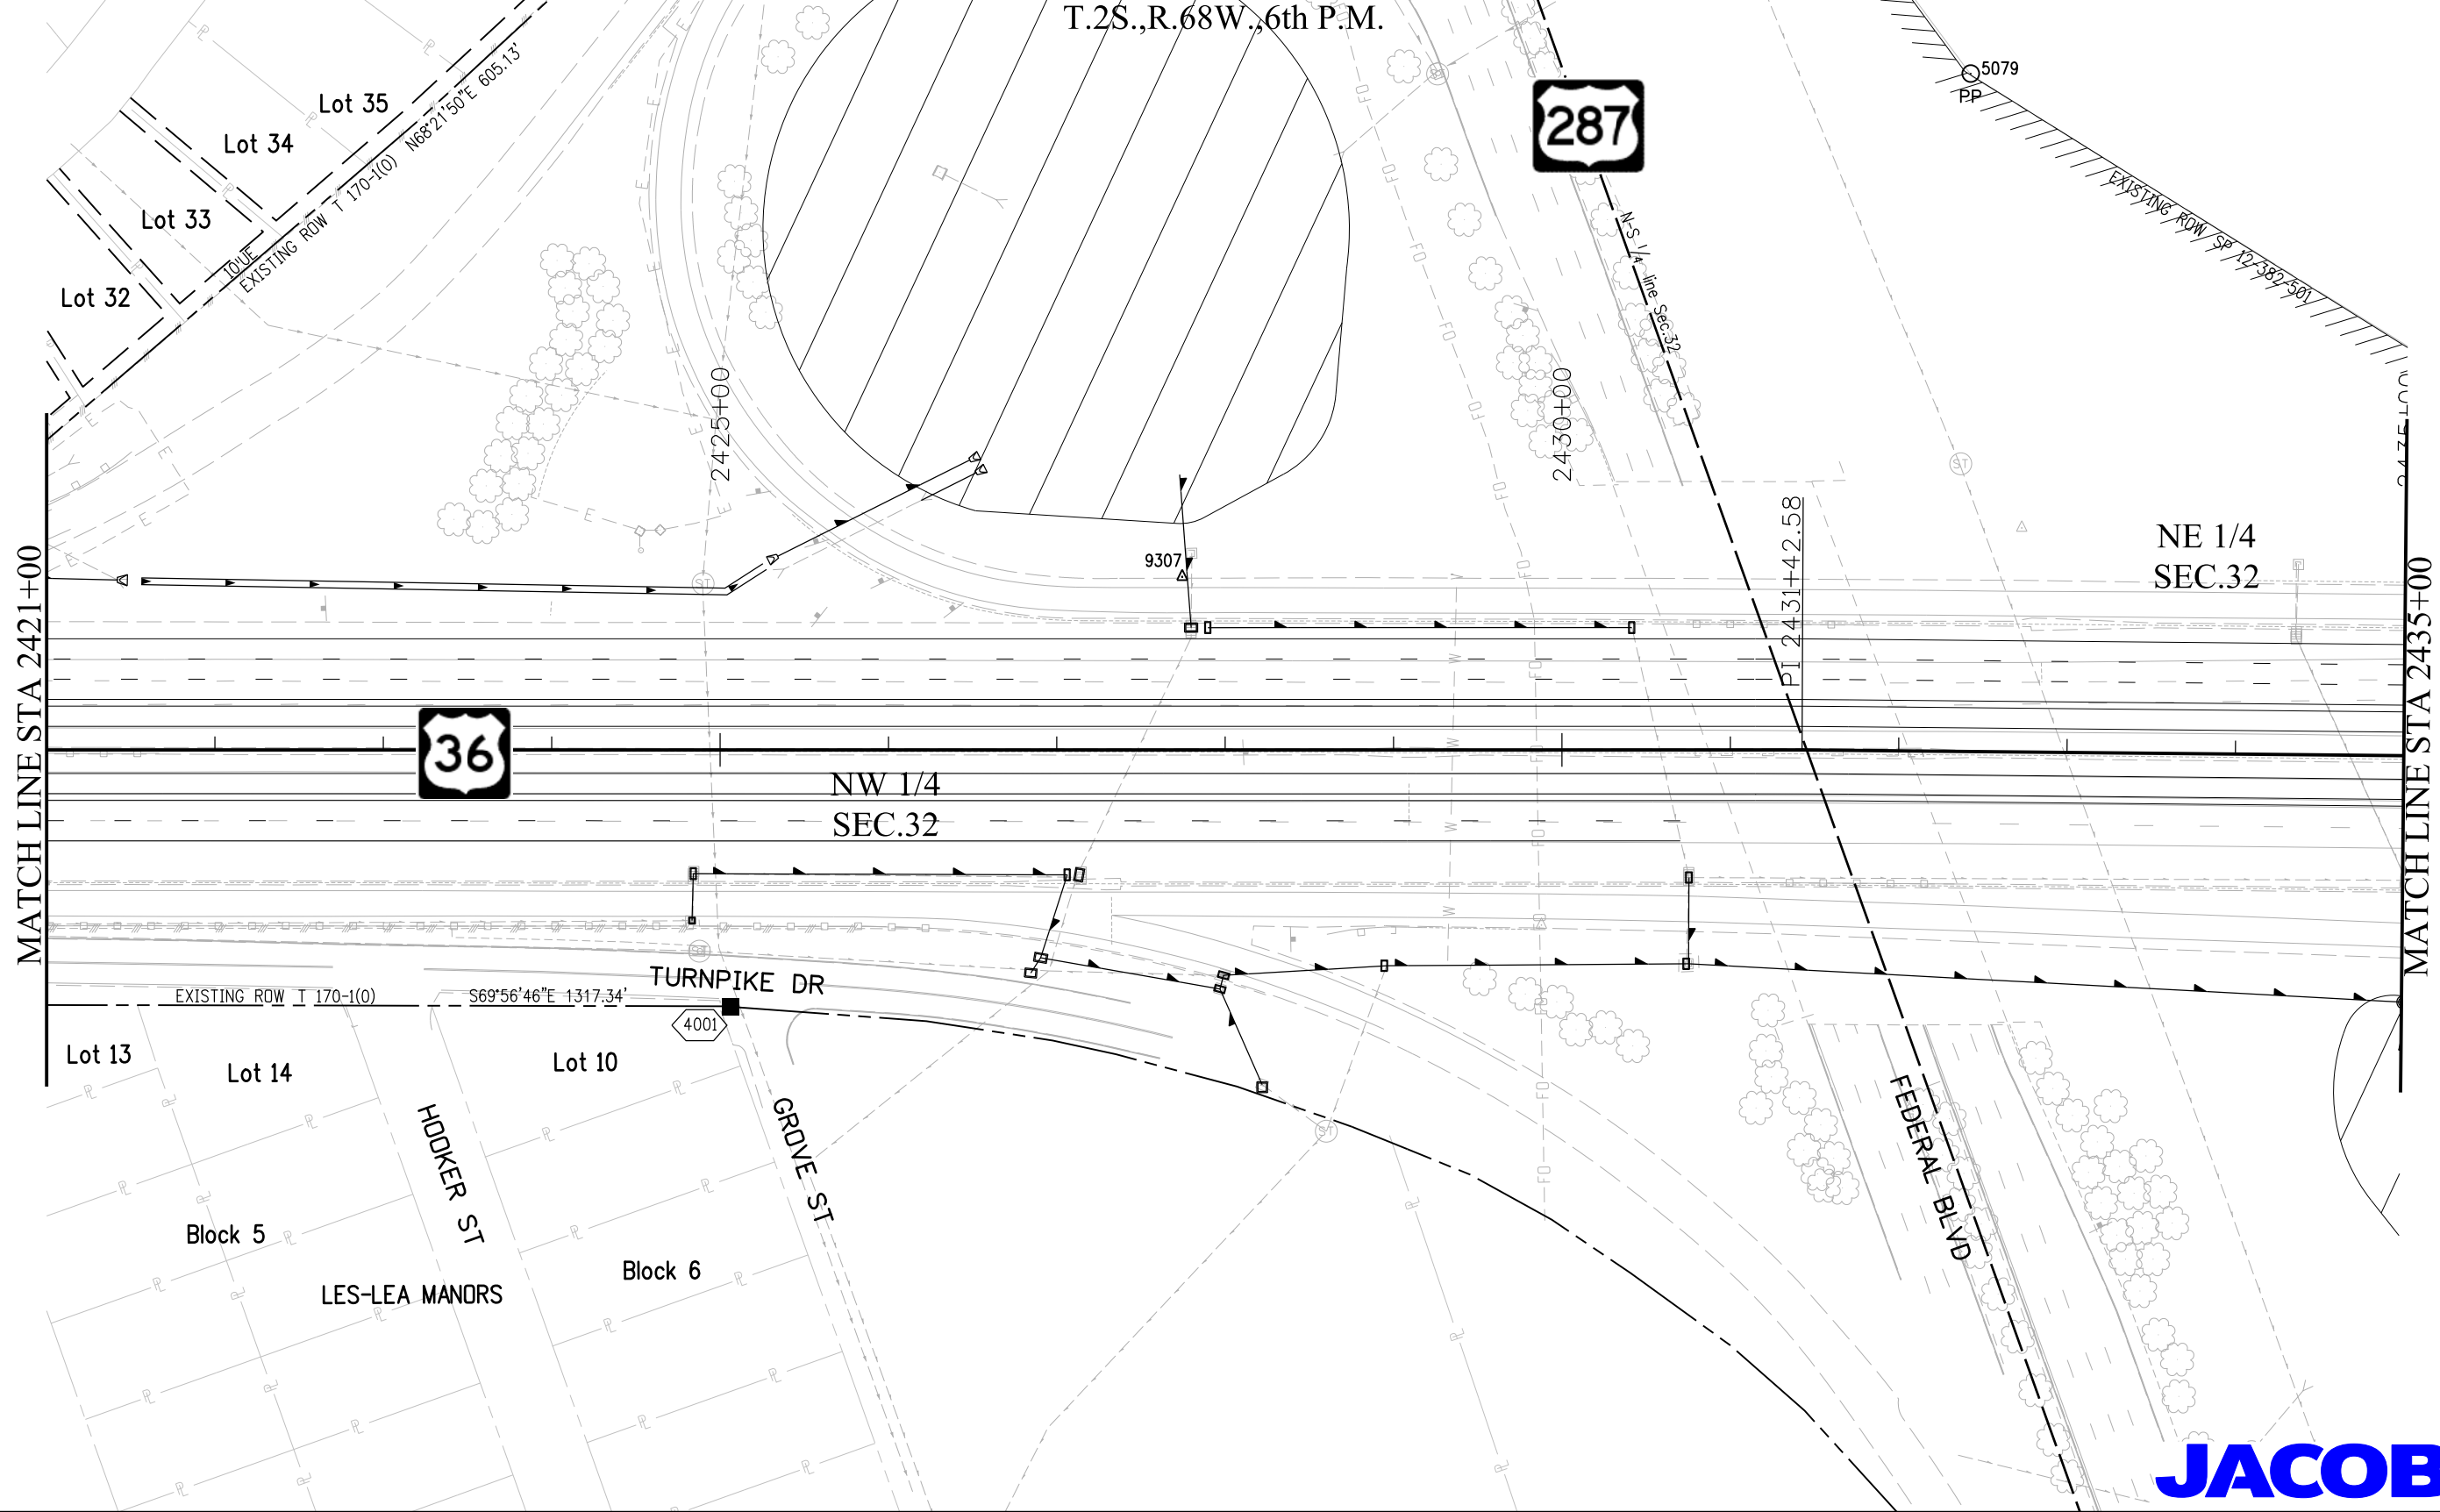 T.2S.,R.68W.,6th P.M.
5079
PP
287
Lot 35
Lot 34
Lot 33
Lot 32
10'UE
EXISTING ROW T 170-1(0) N68°21'50"E 605.13'
EXISTING ROW SP 12-382-501
N-S 1/4 line Sec.32
2425+00
2430+00
PI 2431+42.58
9307
NE 1/4
SEC.32
MATCH LINE STA 2421+00
MATCH LINE STA 2435+00
36
NW 1/4
SEC.32
TURNPIKE DR
EXISTING ROW T 170-1(0)
S69°56'46"E 1317.34'
4001
Lot 13
Lot 14
Lot 10
HOOKER ST
GROVE ST
FEDERAL BLVD
Block 5
Block 6
LES-LEA MANORS
JACOB